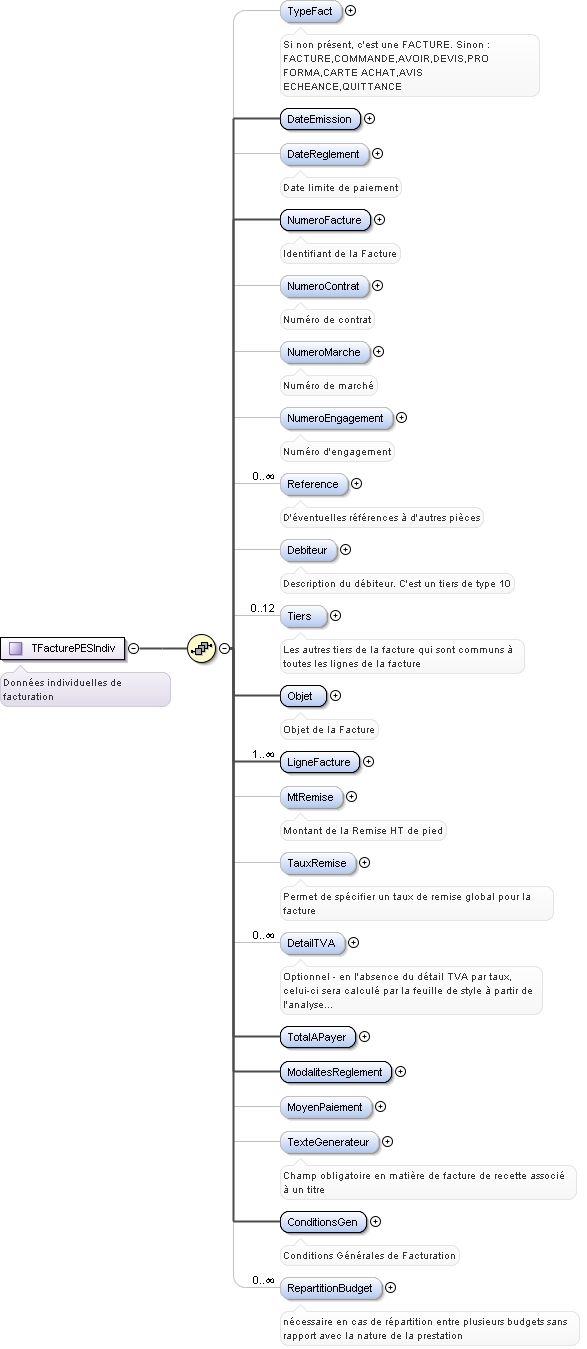 TypeFact
Si non présent, c'est une FACTURE. Sinon :
FACTURE,COMMANDE,AVOIR,DEVIS,PRO
FORMA,CARTE ACHAT,AVIS
ECHEANCE,QUITTANCE
DateEmission
DateReglement
Date limite de paiement
NumeroFacture
Identifiant de la Facture
NumeroContrat
Numéro de contrat
NumeroMarche
Numéro de marché
NumeroEngagement
Numéro d'engagement
0..∞
Reference
D'éventuelles références à d'autres pièces
Debiteur
Description du débiteur. C'est un tiers de type 10
0..12
Tiers
Les autres tiers de la facture qui sont communs à
toutes les lignes de la facture
TFacturePESIndiv
Données individuelles de
facturation
Objet
Objet de la Facture
1..∞
LigneFacture
MtRemise
Montant de la Remise HT de pied
TauxRemise
Permet de spécifier un taux de remise global pour la
facture
0..∞
DetailTVA
Optionnel - en l'absence du détail TVA par taux,
celui-ci sera calculé par la feuille de style à partir de
l'analyse...
TotalAPayer
ModalitesReglement
MoyenPaiement
TexteGenerateur
Champ obligatoire en matière de facture de recette associé
à un titre
ConditionsGen
Conditions Générales de Facturation
0..∞
RepartitionBudget
nécessaire en cas de répartition entre plusieurs budgets sans
rapport avec la nature de la prestation